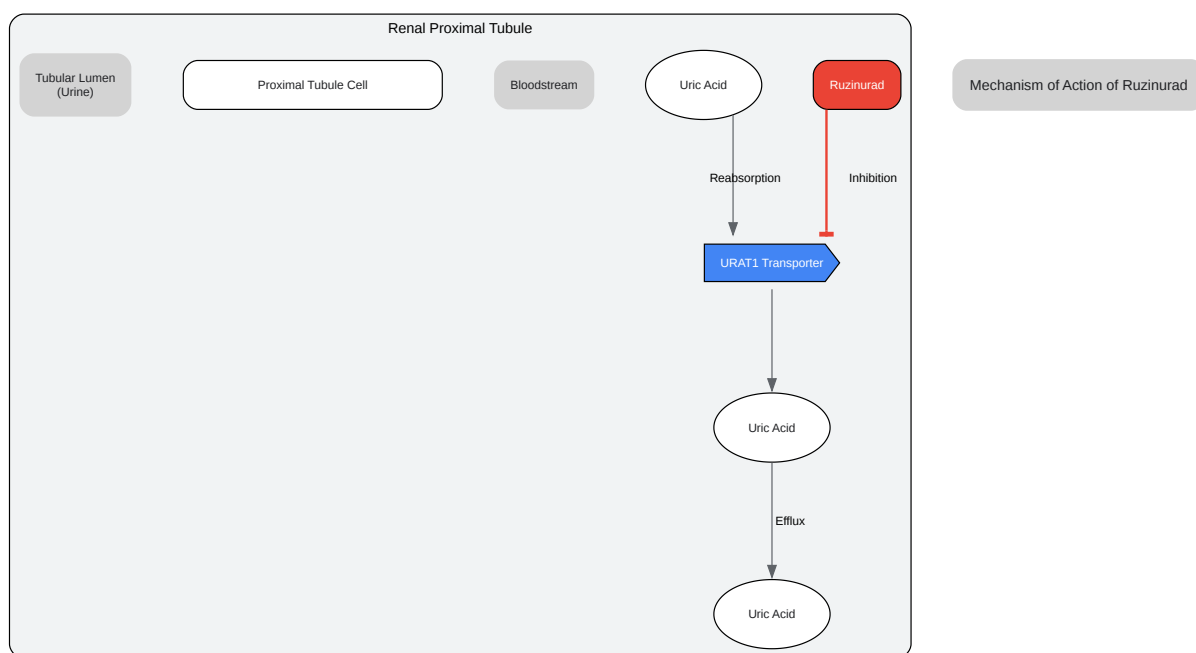 Renal Proximal Tubule
Tubular Lumen
(Urine)
Proximal Tubule Cell
Bloodstream
Uric Acid
Ruzinurad
Mechanism of Action of Ruzinurad
Reabsorption
Inhibition
URAT1 Transporter
Uric Acid
Efflux
Uric Acid